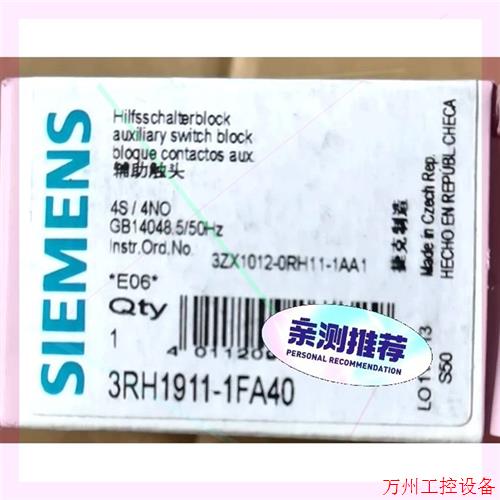 SIEMENS
Hilfsschalterblock
auxiliary switch block
bloque contactos aux.
辅助触头
4S / 4NO
GB14048.5/50Hz
Instr.Ord.No.
3ZX1012-0RH11-1AA1
*E06*
Qty
1
4 01120
3RH1911-1FA40
捷克制造
Made in Czech Rep.
HECHO EN REPÚBL CHECA
S50
亲测推荐
PERSONAL RECOMMENDATION
万州工控设备